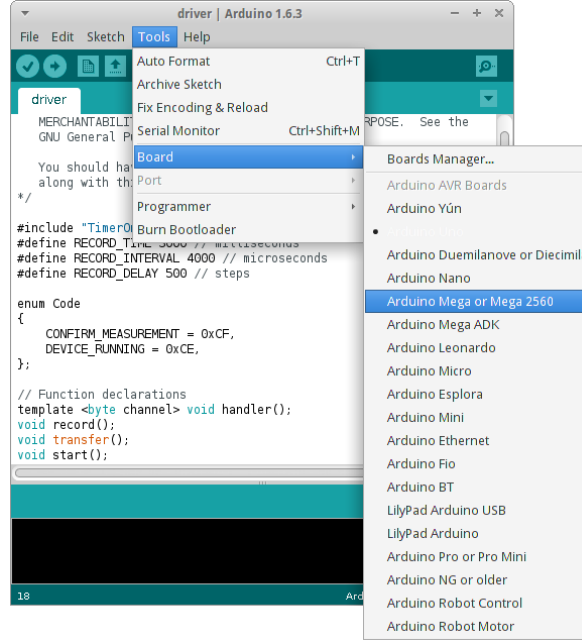 driver | Arduino 1.6.3
File Edit Sketch Tools Help
driver
MERCHANTABILIT
RPOSE. See the
GNU General P
You should ha
along with th
*/
#include "TimerO
#define RECORD_TIME 5000 // milliseconds
#define RECORD_INTERVAL 4000 // microseconds
#define RECORD_DELAY 500 // steps
enum Code
{
CONFIRM_MEASUREMENT = 0xCF,
DEVICE_RUNNING = 0xCE,
};
// Function declarations
template <byte channel> void handler();
void record();
void transfer();
void start();
18
Ard
Auto Format Ctrl+T
Archive Sketch
Fix Encoding & Reload
Serial Monitor Ctrl+Shift+M
Board
Port
Programmer
Burn Bootloader
Boards Manager...
Arduino AVR Boards
Arduino Yún
Arduino Duemilanove or Diecimil
Arduino Nano
Arduino Mega or Mega 2560
Arduino Mega ADK
Arduino Leonardo
Arduino Micro
Arduino Esplora
Arduino Mini
Arduino Ethernet
Arduino Fio
Arduino BT
LilyPad Arduino USB
LilyPad Arduino
Arduino Pro or Pro Mini
Arduino NG or older
Arduino Robot Control
Arduino Robot Motor